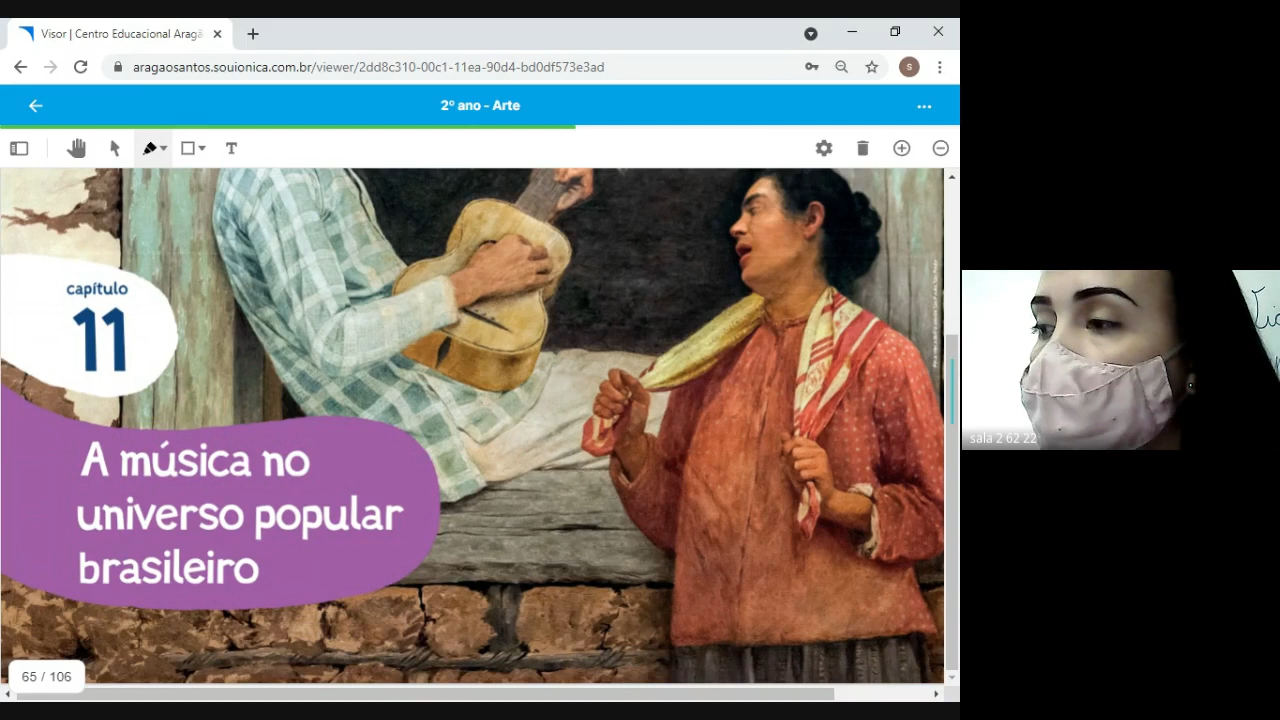 Visor | Centro Educacional Aragã
aragaosantos.souionica.com.br/viewer/2dd8c310-00c1-11ea-90d4-bd0df573e3ad
S
2º ano - Arte
T
capítulo
11
A música no
universo popular
brasileiro
65 / 106
sala 2 62 22